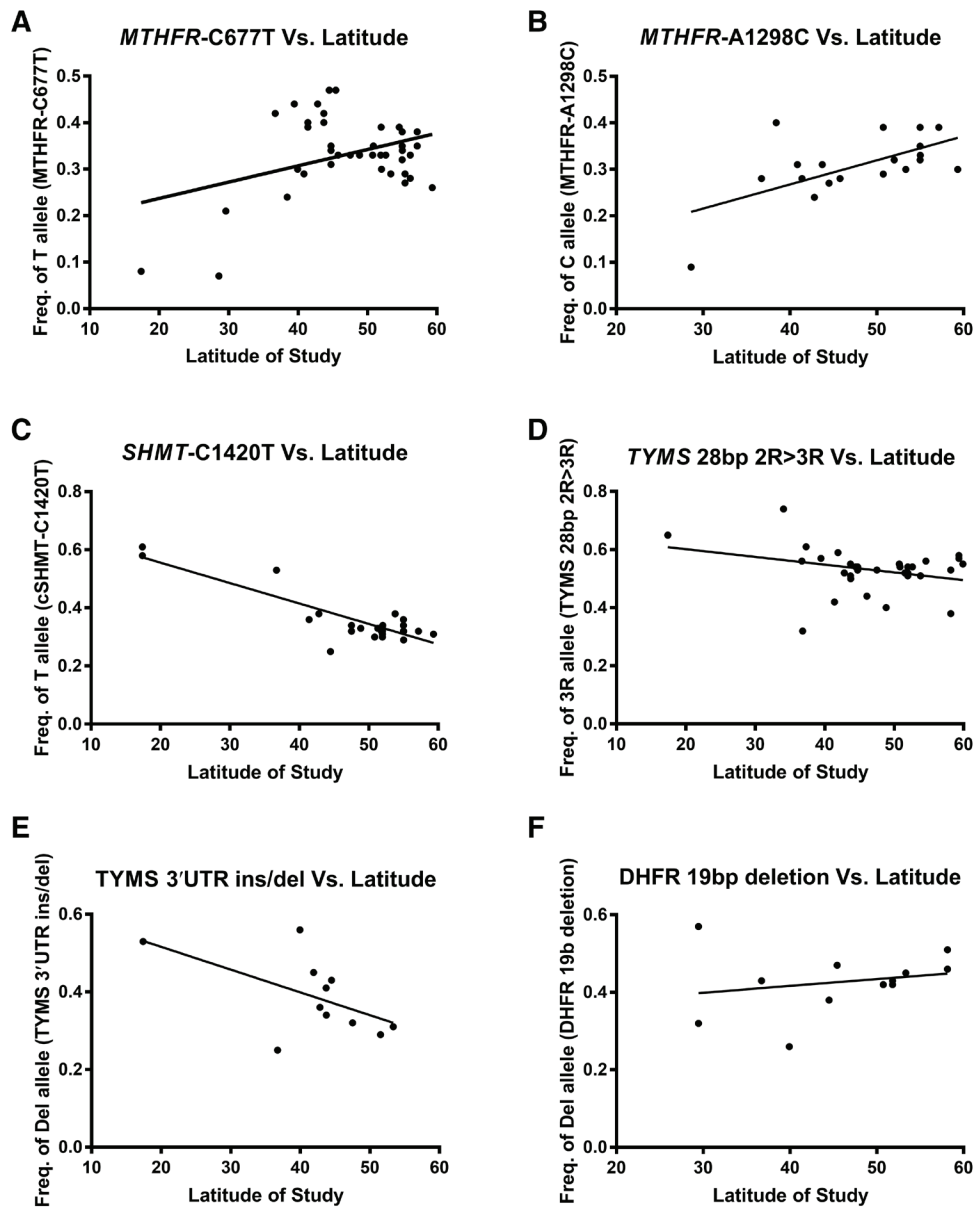 A
MTHFR-C677T Vs. Latitude
Freq. of T allele (MTHFR-C677T)
0.5
0.4
0.3
0.2
0.1
0.0
10 20 30 40 50 60
Latitude of Study
B
MTHFR-A1298C Vs. Latitude
Freq. of C allele (MTHFR-A1298C)
0.5
0.4
0.3
0.2
0.1
0.0
20 30 40 50 60
Latitude of Study
C
SHMT-C1420T Vs. Latitude
Freq. of T allele (cSHMT-C1420T)
0.8
0.6
0.4
0.2
0.0
10 20 30 40 50 60
Latitude of Study
D
TYMS 28bp 2R>3R Vs. Latitude
Freq. of 3R allele (TYMS 28bp 2R>3R)
0.8
0.6
0.4
0.2
0.0
10 20 30 40 50 60
Latitude of Study
E
TYMS 3′UTR ins/del Vs. Latitude
Freq. of Del allele (TYMS 3′UTR ins/del)
0.6
0.4
0.2
0.0
10 20 30 40 50 60
Latitude of Study
F
DHFR 19bp deletion Vs. Latitude
Freq. of Del allele (DHFR 19b deletion)
0.6
0.4
0.2
0.0
20 30 40 50 60
Latitude of Study